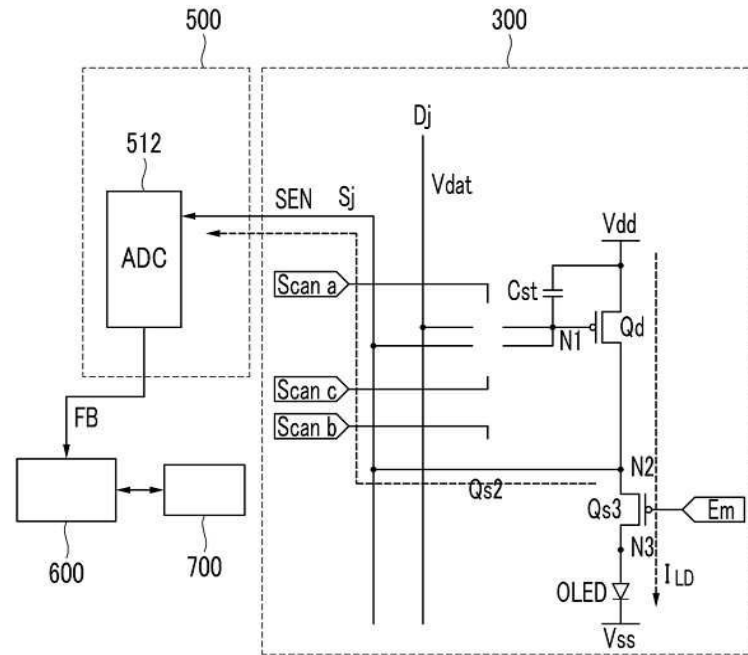 500
300
512
Dj
SEN
Sj
Vdat
Vdd
ADC
Scan a
Cst
Qd
N1
Scan c
FB
Scan b
N2
Qs2
Qs3
Em
N3
600
700
OLED
I LD
Vss